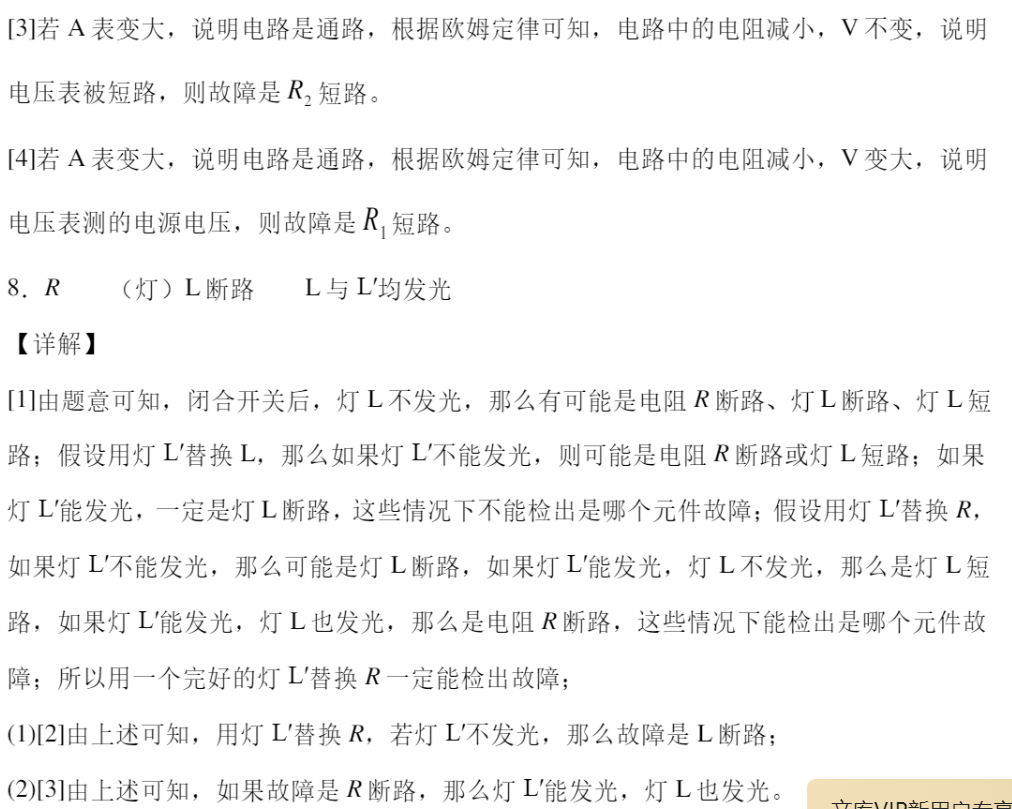 [3]若 A 表变大，说明电路是通路，根据欧姆定律可知，电路中的电阻减小，V 不变，说明
电压表被短路，则故障是 R₂ 短路。
[4]若 A 表变大，说明电路是通路，根据欧姆定律可知，电路中的电阻减小，V 变大，说明
电压表测的电源电压，则故障是 R₁ 短路。
8．R （灯）L 断路 L 与 L′均发光
【详解】
[1]由题意可知，闭合开关后，灯 L 不发光，那么有可能是电阻 R 断路、灯 L 断路、灯 L 短
路；假设用灯 L′替换 L，那么如果灯 L′不能发光，则可能是电阻 R 断路或灯 L 短路；如果
灯 L′能发光，一定是灯 L 断路，这些情况下不能检出是哪个元件故障；假设用灯 L′替换 R，
如果灯 L′不能发光，那么可能是灯 L 断路，如果灯 L′能发光，灯 L 不发光，那么是灯 L 短
路，如果灯 L′能发光，灯 L 也发光，那么是电阻 R 断路，这些情况下能检出是哪个元件故
障；所以用一个完好的灯 L′替换 R 一定能检出故障；
(1)[2]由上述可知，用灯 L′替换 R，若灯 L′不发光，那么故障是 L 断路；
(2)[3]由上述可知，如果故障是 R 断路，那么灯 L′能发光，灯 L 也发光。
文库VIP新用户专享